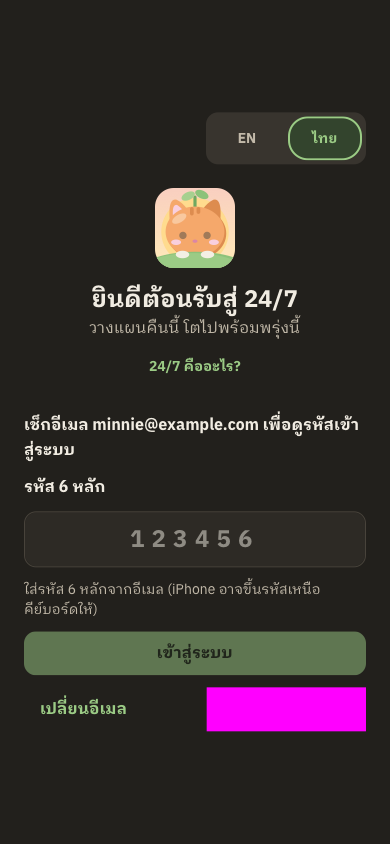 EN
ไทย
ยินดีต้อนรับสู่ 24/7
วางแผนคืนนี้ โตไปพร้อมพรุ่งนี้
24/7 คืออะไร?
เช็กอีเมล minnie@example.com เพื่อดูรหัสเข้า
สู่ระบบ
รหัส 6 หลัก
123456
ใส่รหัส 6 หลักจากอีเมล (iPhone อาจขึ้นรหัสเหนือ
คีย์บอร์ดให้)
เข้าสู่ระบบ
เปลี่ยนอีเมล